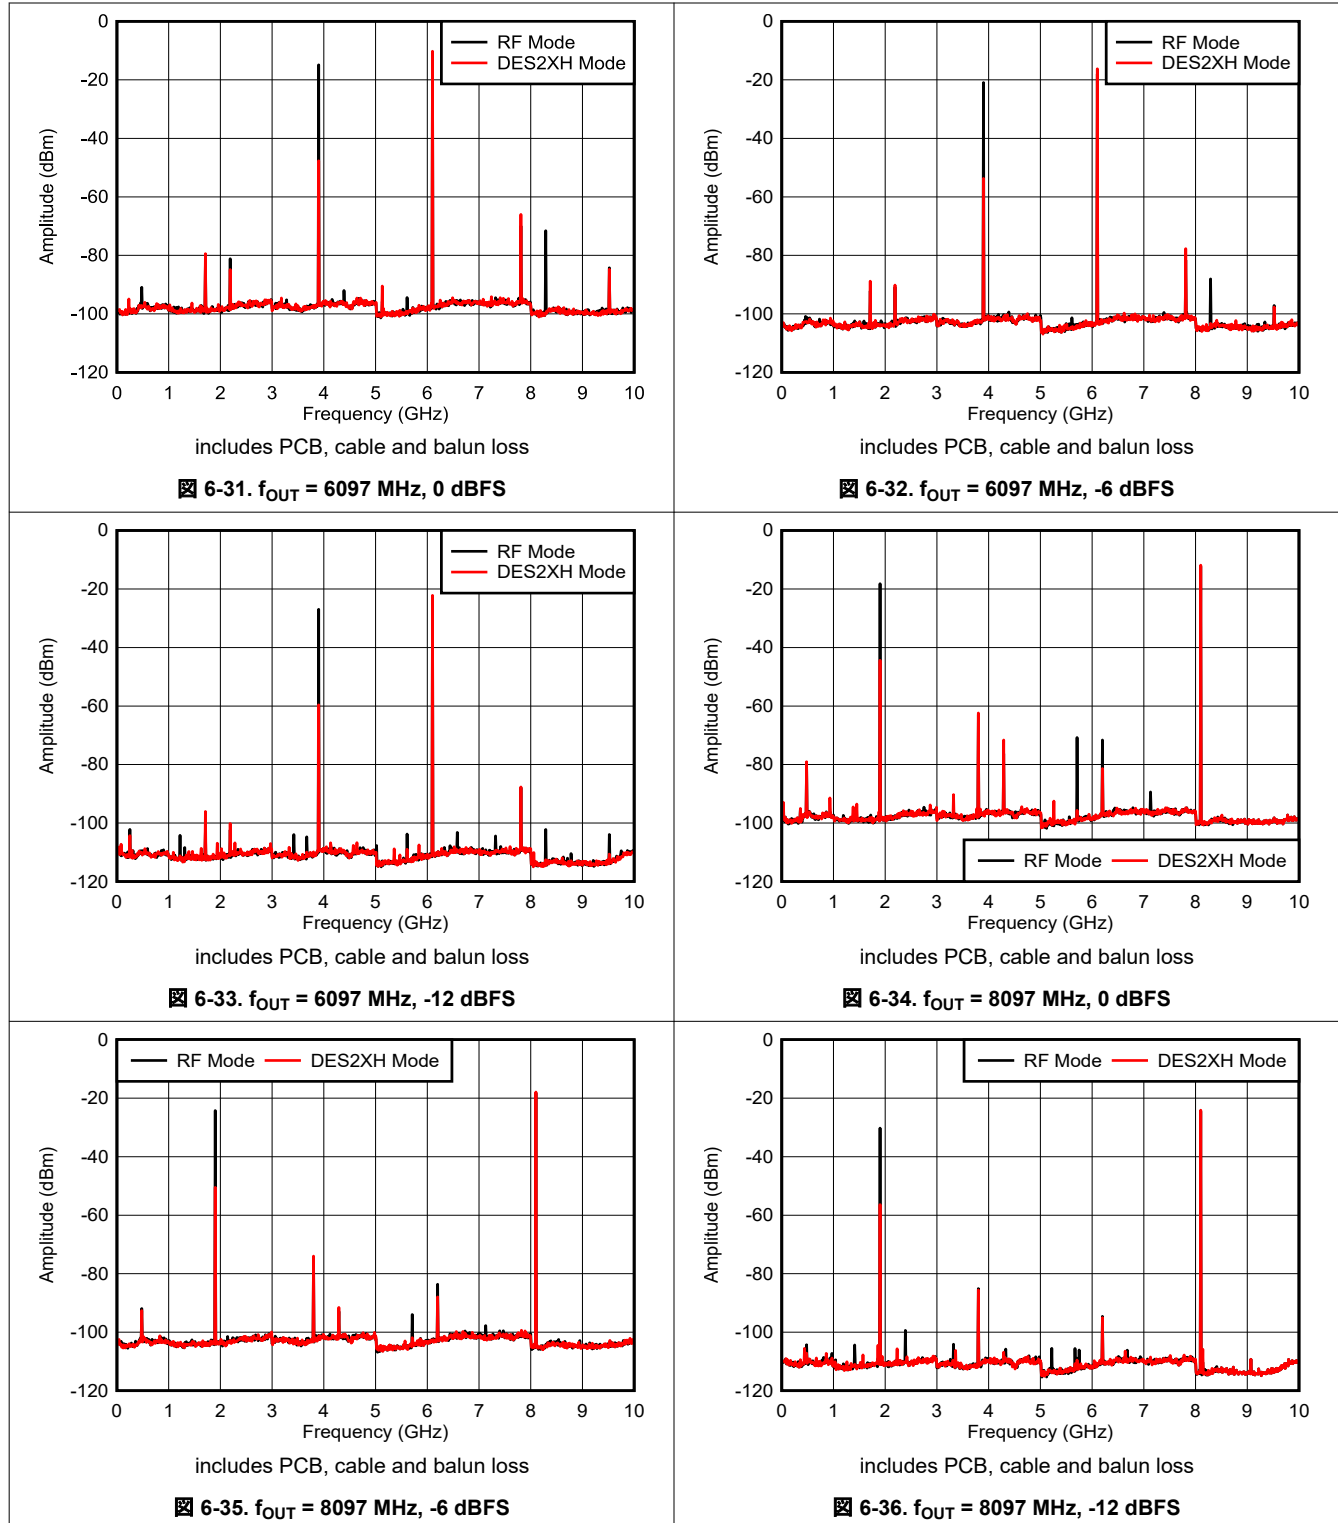 0
-20
-40
-60
-80
-100
-120
Amplitude (dBm)
RF Mode
DES2XH Mode
0 1 2 3 4 5 6 7 8 9 10
Frequency (GHz)
includes PCB, cable and balun loss
図 6-31. fOUT = 6097 MHz, 0 dBFS
0
-20
-40
-60
-80
-100
-120
Amplitude (dBm)
RF Mode
DES2XH Mode
0 1 2 3 4 5 6 7 8 9 10
Frequency (GHz)
includes PCB, cable and balun loss
図 6-32. fOUT = 6097 MHz, -6 dBFS
0
-20
-40
-60
-80
-100
-120
Amplitude (dBm)
RF Mode
DES2XH Mode
0 1 2 3 4 5 6 7 8 9 10
Frequency (GHz)
includes PCB, cable and balun loss
図 6-33. fOUT = 6097 MHz, -12 dBFS
0
-20
-40
-60
-80
-100
-120
Amplitude (dBm)
RF Mode DES2XH Mode
0 1 2 3 4 5 6 7 8 9 10
Frequency (GHz)
includes PCB, cable and balun loss
図 6-34. fOUT = 8097 MHz, 0 dBFS
0
-20
-40
-60
-80
-100
-120
Amplitude (dBm)
RF Mode DES2XH Mode
0 1 2 3 4 5 6 7 8 9 10
Frequency (GHz)
includes PCB, cable and balun loss
図 6-35. fOUT = 8097 MHz, -6 dBFS
0
-20
-40
-60
-80
-100
-120
Amplitude (dBm)
RF Mode DES2XH Mode
0 1 2 3 4 5 6 7 8 9 10
Frequency (GHz)
includes PCB, cable and balun loss
図 6-36. fOUT = 8097 MHz, -12 dBFS